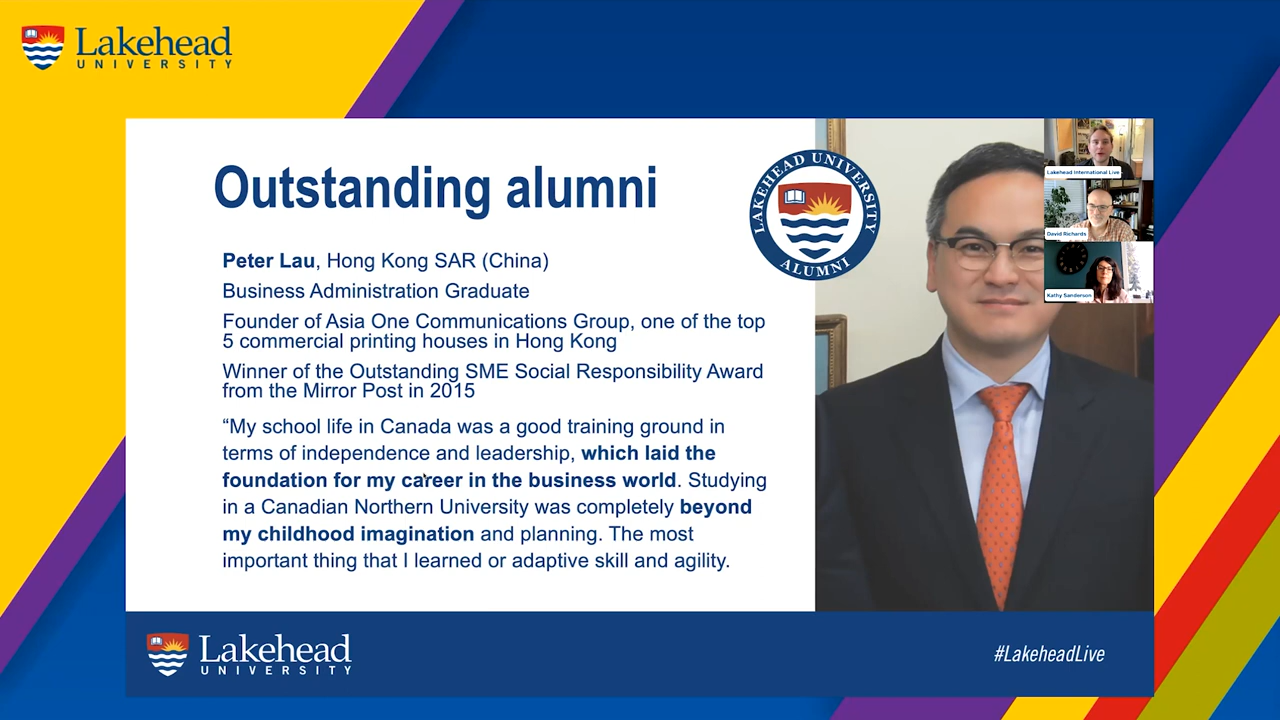 Lakehead
UNIVERSITY
Outstanding alumni
LAKEHEAD UNIVERSITY
ALUMNI
Peter Lau, Hong Kong SAR (China)
Business Administration Graduate
Founder of Asia One Communications Group, one of the top
5 commercial printing houses in Hong Kong
Winner of the Outstanding SME Social Responsibility Award
from the Mirror Post in 2015
“My school life in Canada was a good training ground in
terms of independence and leadership, which laid the
foundation for my career in the business world. Studying
in a Canadian Northern University was completely beyond
my childhood imagination and planning. The most
important thing that I learned or adaptive skill and agility.
Lakehead International Live
David Richards
Kathy Sanderson
Lakehead
UNIVERSITY
#LakeheadLive